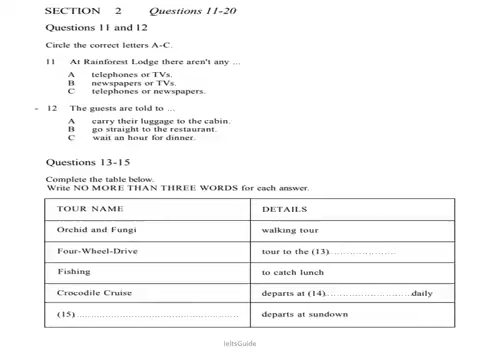 SECTION 2 Questions 11-20
Questions 11 and 12
Circle the correct letters A-C.
11 At Rainforest Lodge there aren't any ...
A telephones or TVs.
B newspapers or TVs.
C telephones or newspapers.
- 12 The guests are told to ...
A carry their luggage to the cabin.
B go straight to the restaurant.
C wait an hour for dinner.
Questions 13-15
Complete the table below.
Write NO MORE THAN THREE WORDS for each answer.
TOUR NAME DETAILS
Orchid and Fungi walking tour
Four-Wheel-Drive tour to the (13).....................
Fishing to catch lunch
Crocodile Cruise departs at (14)...........................daily
(15) .................................................... departs at sundown
IeltsGuide